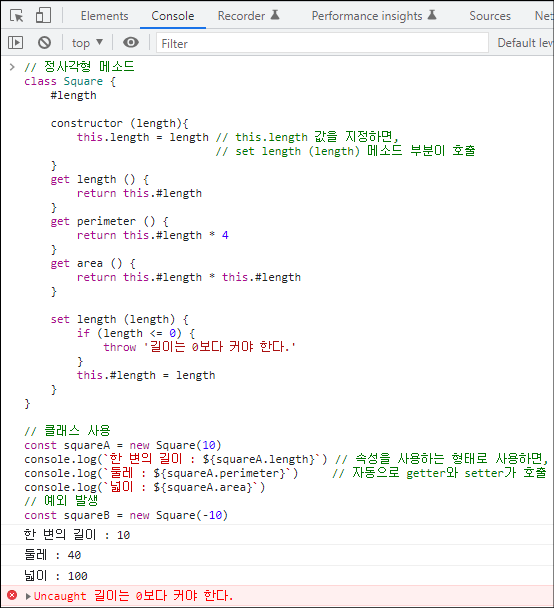 Elements Console Recorder Performance insights Sources Net
top ▾ Filter Default leve
> // 정사각형 메소드
class Square {
#length
constructor (length){
this.length = length // this.length 값을 지정하면,
// set length (length) 메소드 부분이 호출
}
get length () {
return this.#length
}
get perimeter () {
return this.#length * 4
}
get area () {
return this.#length * this.#length
}
set length (length) {
if (length <= 0) {
throw '길이는 0보다 커야 한다.'
}
this.#length = length
}
}
// 클래스 사용
const squareA = new Square(10)
console.log(`한 변의 길이 : ${squareA.length}`) // 속성을 사용하는 형태로 사용하면,
console.log(`둘레 : ${squareA.perimeter}`) // 자동으로 getter와 setter가 호출
console.log(`넓이 : ${squareA.area}`)
// 예외 발생
const squareB = new Square(-10)
한 변의 길이 : 10
둘레 : 40
넓이 : 100
▸Uncaught 길이는 0보다 커야 한다.